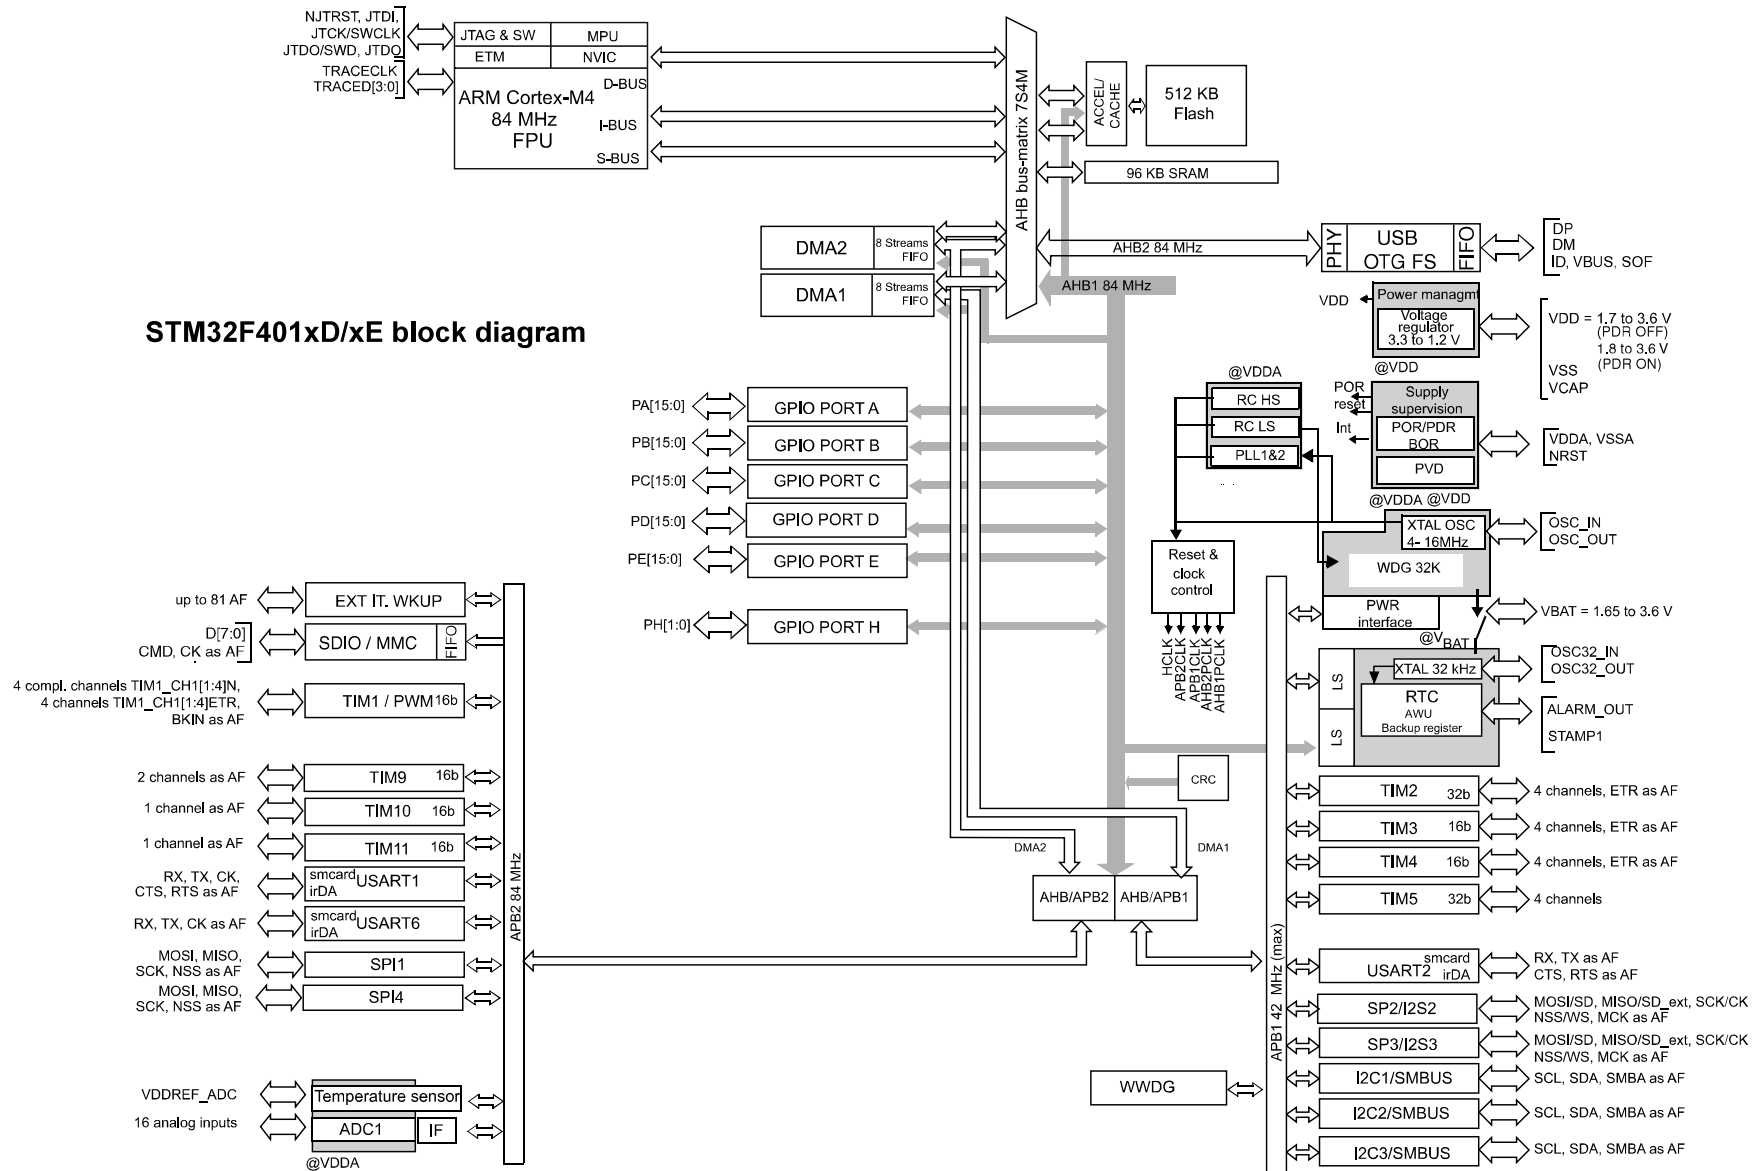 NJTRST, JTDI,
JTCK/SWCLK
JTDO/SWD, JTDO
TRACECLK
TRACED[3:0]
JTAG & SW
MPU
ETM
NVIC
D-BUS
ARM Cortex-M4
84 MHz
FPU
I-BUS
S-BUS
AHB bus-matrix 7S4M
ACCEL/
CACHE
512 KB
Flash
96 KB SRAM
DMA2
8 Streams
FIFO
DMA1
8 Streams
FIFO
AHB2 84 MHz
AHB1 84 MHz
PHY
USB
OTG FS
FIFO
DP
DM
ID, VBUS, SOF
STM32F401xD/xE block diagram
VDD
Power managmt
Voltage
regulator
3.3 to 1.2 V
@VDD
VDD = 1.7 to 3.6 V
(PDR OFF)
1.8 to 3.6 V
(PDR ON)
VSS
VCAP
@VDDA
RC HS
RC LS
PLL1&2
POR
reset
Int
Supply
supervision
POR/PDR
BOR
PVD
VDDA, VSSA
NRST
@VDDA @VDD
PA[15:0]
GPIO PORT A
PB[15:0]
GPIO PORT B
PC[15:0]
GPIO PORT C
PD[15:0]
GPIO PORT D
PE[15:0]
GPIO PORT E
PH[1:0]
GPIO PORT H
XTAL OSC
4- 16MHz
OSC_IN
OSC_OUT
WDG 32K
Reset &
clock
control
HCLK
APB2CLK
APB1CLK
AHB2PCLK
AHB1PCLK
PWR
interface
VBAT = 1.65 to 3.6 V
@VBAT
LS
LS
XTAL 32 kHz
RTC
AWU
Backup register
OSC32_IN
OSC32_OUT
ALARM_OUT
STAMP1
CRC
up to 81 AF
EXT IT. WKUP
D[7:0]
CMD, CK as AF
SDIO / MMC
FIFO
4 compl. channels TIM1_CH1[1:4]N,
4 channels TIM1_CH1[1:4]ETR,
BKIN as AF
TIM1 / PWM 16b
2 channels as AF
TIM9 16b
1 channel as AF
TIM10 16b
1 channel as AF
TIM11 16b
RX, TX, CK,
CTS, RTS as AF
smcard
irDA
USART1
RX, TX, CK as AF
smcard
irDA
USART6
MOSI, MISO,
SCK, NSS as AF
SPI1
MOSI, MISO,
SCK, NSS as AF
SPI4
VDDREF_ADC
Temperature sensor
16 analog inputs
ADC1
IF
@VDDA
APB2 84 MHz
DMA2
DMA1
AHB/APB2
AHB/APB1
APB1 42 MHz (max)
WWDG
TIM2 32b
4 channels, ETR as AF
TIM3 16b
4 channels, ETR as AF
TIM4 16b
4 channels, ETR as AF
TIM5 32b
4 channels
USART2
smcard
irDA
RX, TX as AF
CTS, RTS as AF
SP2/I2S2
MOSI/SD, MISO/SD_ext, SCK/CK
NSS/WS, MCK as AF
SP3/I2S3
MOSI/SD, MISO/SD_ext, SCK/CK
NSS/WS, MCK as AF
I2C1/SMBUS
SCL, SDA, SMBA as AF
I2C2/SMBUS
SCL, SDA, SMBA as AF
I2C3/SMBUS
SCL, SDA, SMBA as AF